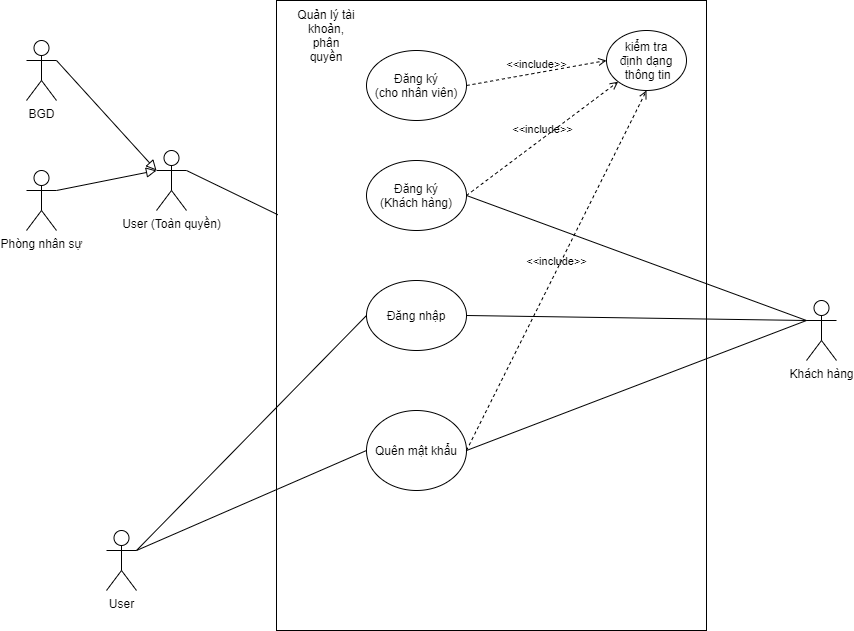 Quản lý tài
khoản,
phân
quyền
kiểm tra
định dạng
thông tin
<<include>>
Đăng ký
(cho nhân viên)
BGD
<<include>>
Đăng ký
(Khách hàng)
User (Toàn quyền)
Phòng nhân sự
<<include>>
Đăng nhập
Khách hàng
Quên mật khẩu
User